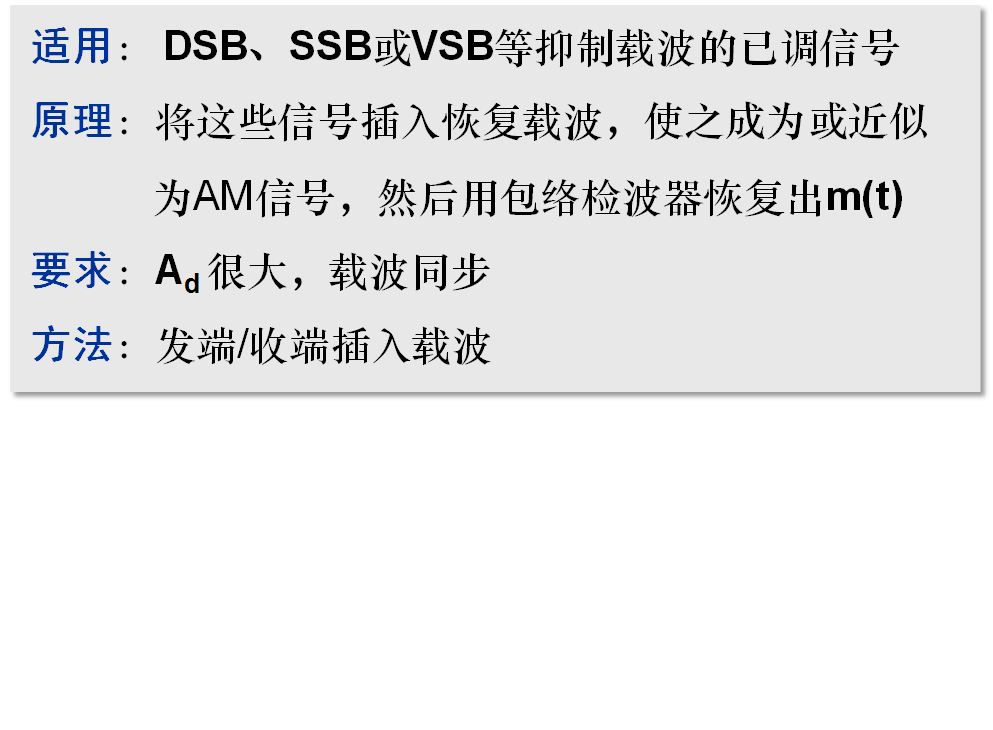 适用： DSB、SSB或VSB等抑制载波的已调信号
原理：将这些信号插入恢复载波，使之成为或近似
为AM信号，然后用包络检波器恢复出m(t)
要求：Ad 很大，载波同步
方法：发端/收端插入载波